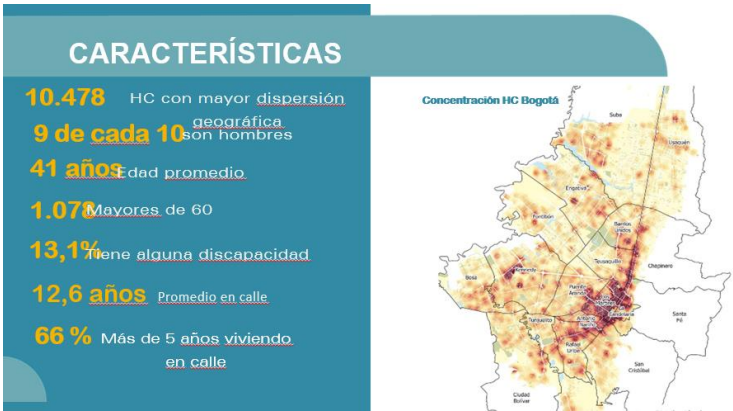 CARACTERÍSTICAS
10.478 HC con mayor dispersión
geográfica
9 de cada 10 son hombres
41 años Edad promedio
1.078 Mayores de 60
13,1% Tiene alguna discapacidad
12,6 años Promedio en calle
66 % Más de 5 años viviendo
en calle
Concentración HC Bogotá
Suba
Usaquén
Engativá
Fontibón
Barrios
Unidos
Teusaquillo
Chapinero
Kennedy
Bosa
Puente
Aranda
Candelaria
Santa
Fé
Antonio
Nariño
Tunjuelito
Rafael
Uribe
San
Cristóbal
Ciudad
Bolívar